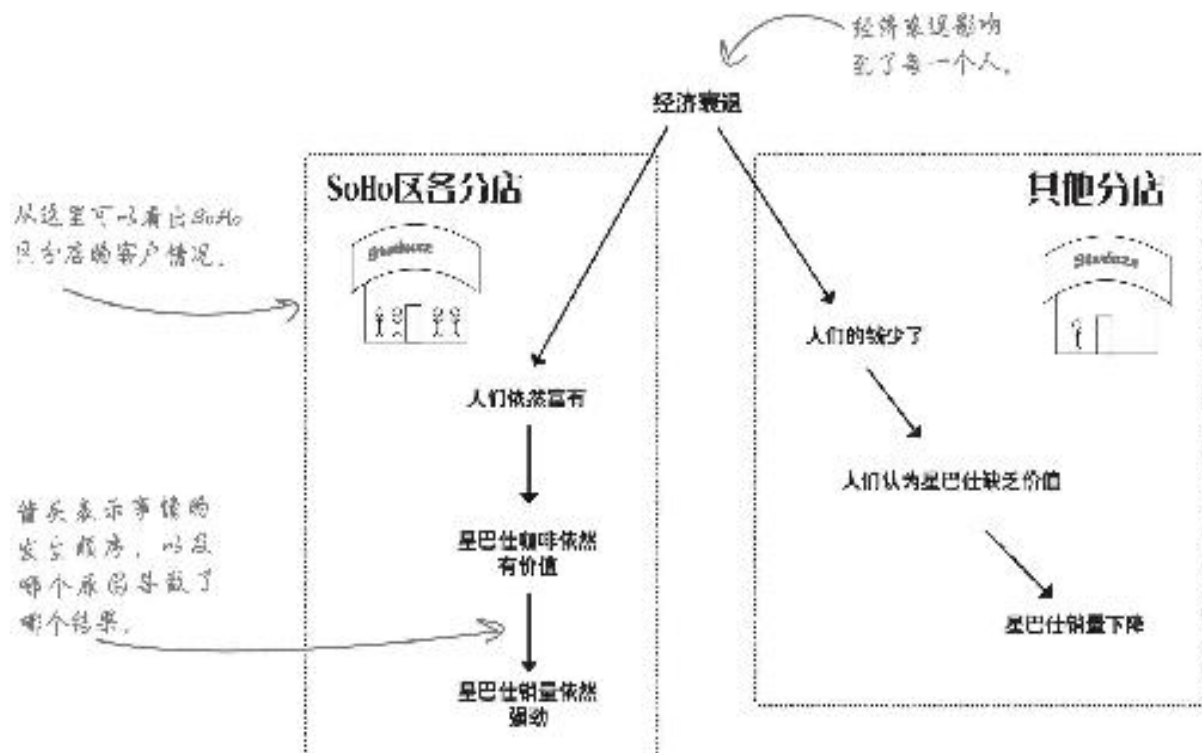 经济衰退影响
到了每一个人。
经济衰退
SoHo区各分店
其他分店
从这里可以看出SoHo
区分店的客户情况。
Starbuzz
Starbuzz
人们的钱少了
人们依然富有
人们认为星巴仕缺乏价值
箭头表示事情的
发生顺序，以及
哪个原因导致了
哪个结果。
星巴仕咖啡依然
有价值
星巴仕销量下降
星巴仕销量依然
强劲